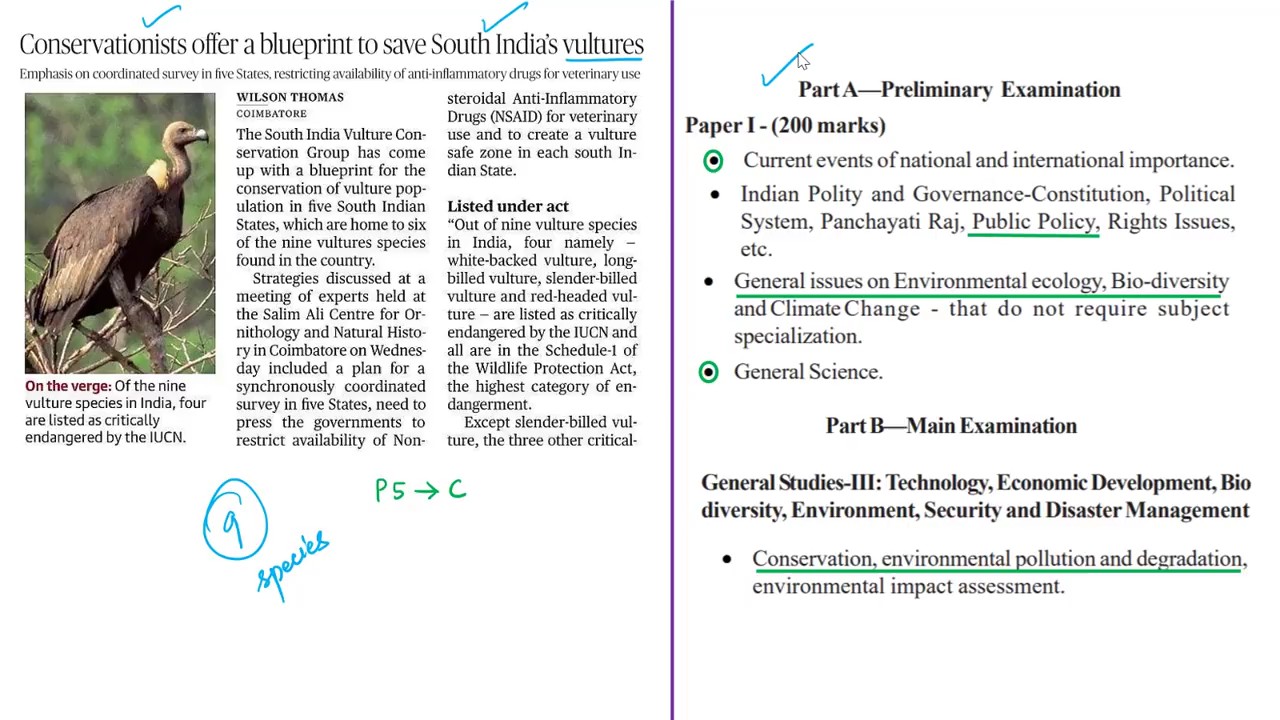 Conservationists offer a blueprint to save South India's vultures
Emphasis on coordinated survey in five States, restricting availability of anti-inflammatory drugs for veterinary use
On the verge: Of the nine
vulture species in India, four
are listed as critically
endangered by the IUCN.
WILSON THOMAS
COIMBATORE
The South India Vulture Con-
servation Group has come
up with a blueprint for the
conservation of vulture pop-
ulation in five South Indian
States, which are home to six
of the nine vultures species
found in the country.
Strategies discussed at a
meeting of experts held at
the Salim Ali Centre for Or-
nithology and Natural Histo-
ry in Coimbatore on Wednes-
day included a plan for a
synchronously coordinated
survey in five States, need to
press the governments to
restrict availability of Non-
steroidal Anti-Inflammatory
Drugs (NSAID) for veterinary
use and to create a vulture
safe zone in each south In-
dian State.
Listed under act
“Out of nine vulture species
in India, four namely –
white-backed vulture, long-
billed vulture, slender-billed
vulture and red-headed vul-
ture – are listed as critically
endangered by the IUCN and
all are in the Schedule-1 of
the Wildlife Protection Act,
the highest category of en-
dangerment.
Except slender-billed vul-
ture, the three other critical-
P5 → C
9
species
Part A—Preliminary Examination
Paper I - (200 marks)
• Current events of national and international importance.
• Indian Polity and Governance-Constitution, Political
System, Panchayati Raj, Public Policy, Rights Issues,
etc.
• General issues on Environmental ecology, Bio-diversity
and Climate Change - that do not require subject
specialization.
• General Science.
Part B—Main Examination
General Studies-III: Technology, Economic Development, Bio
diversity, Environment, Security and Disaster Management
• Conservation, environmental pollution and degradation,
environmental impact assessment.